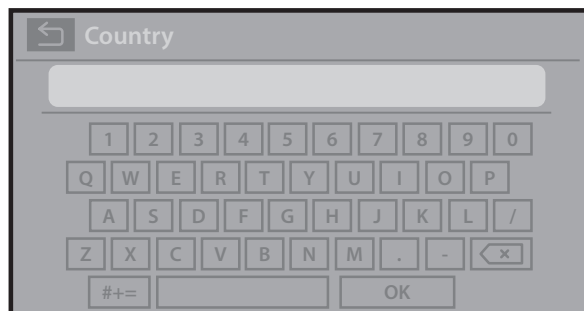 Country
1 2 3 4 5 6 7 8 9 0
Q W E R T Y U I O P
A S D F G H J K L /
Z X C V B N M . -
#+= OK